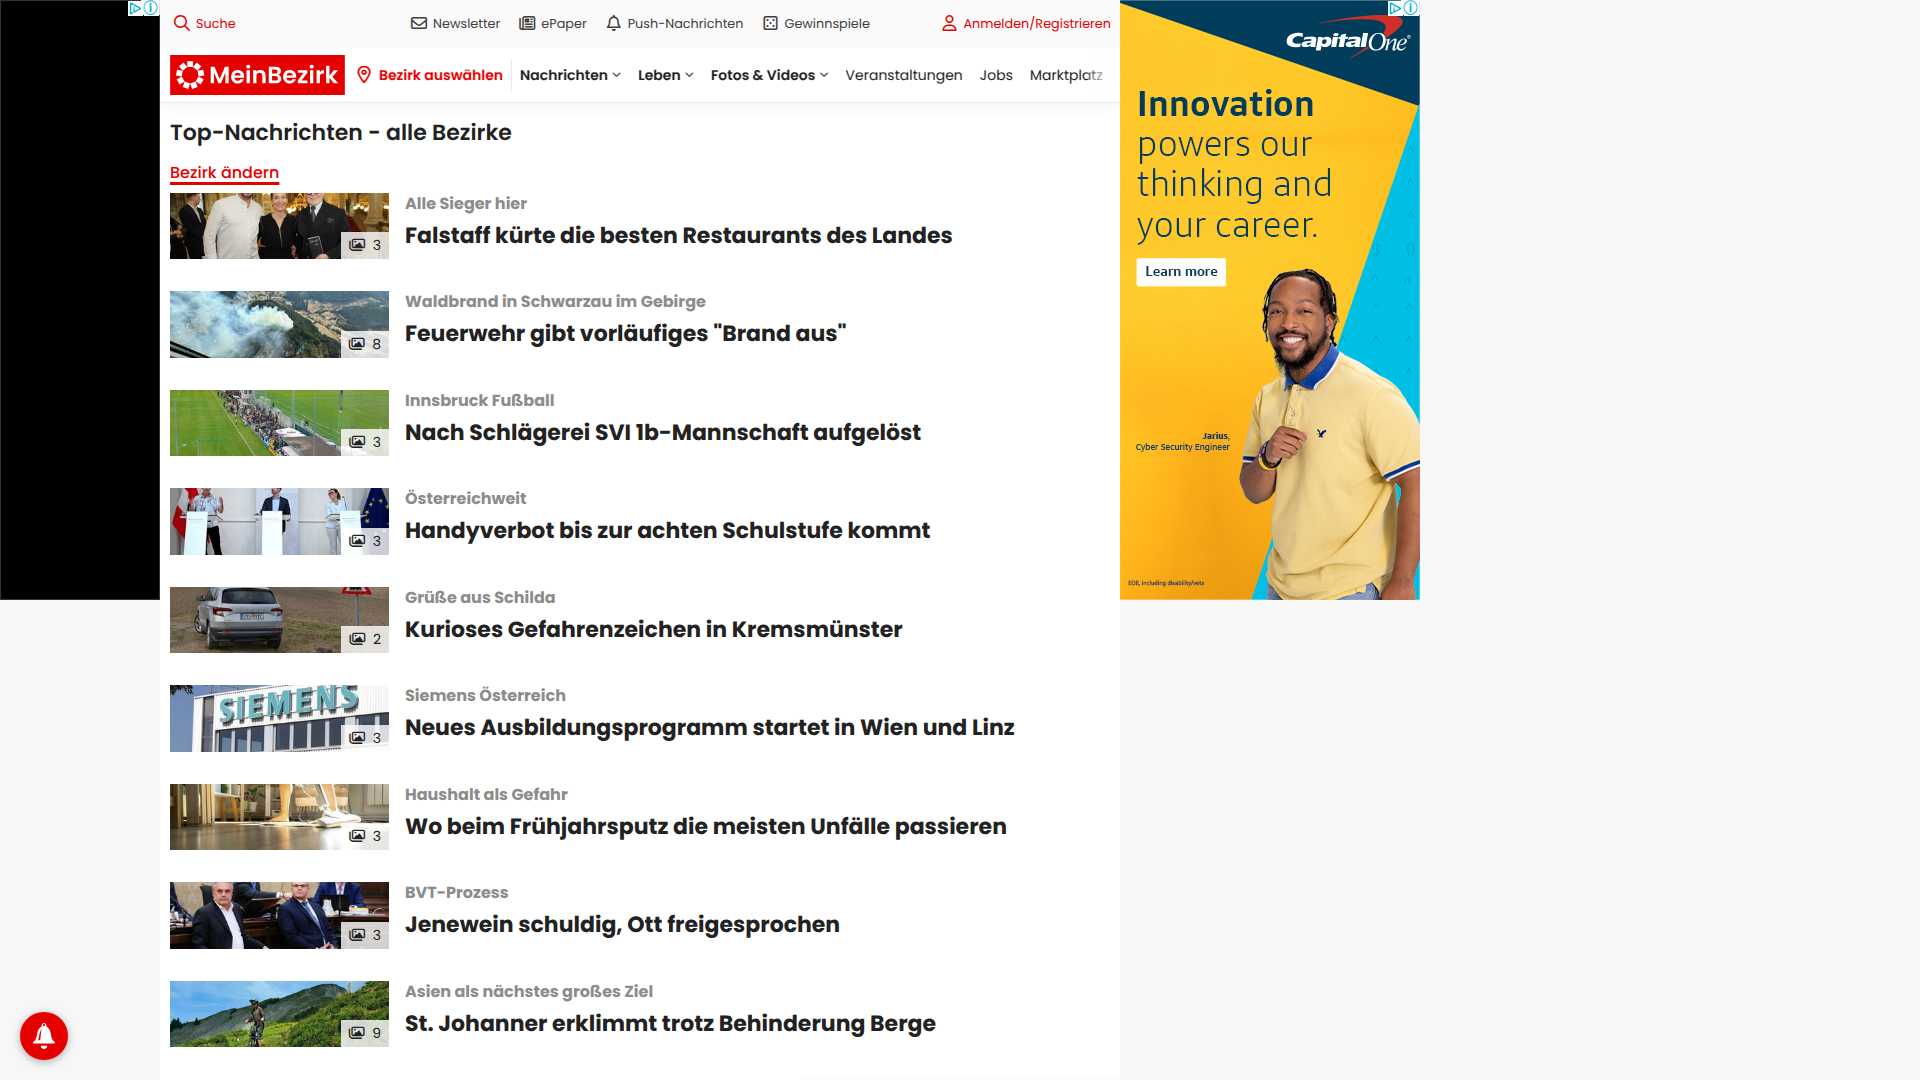 Suche
Newsletter
ePaper
Push-Nachrichten
Gewinnspiele
Anmelden/Registrieren
MeinBezirk
Bezirk auswählen
Nachrichten
Leben
Fotos & Videos
Veranstaltungen
Jobs
Marktplatz
Top-Nachrichten - alle Bezirke
Bezirk ändern
3
Alle Sieger hier
Falstaff kürte die besten Restaurants des Landes
8
Waldbrand in Schwarzau im Gebirge
Feuerwehr gibt vorläufiges "Brand aus"
3
Innsbruck Fußball
Nach Schlägerei SVI 1b-Mannschaft aufgelöst
3
Österreichweit
Handyverbot bis zur achten Schulstufe kommt
2
Grüße aus Schilda
Kurioses Gefahrenzeichen in Kremsmünster
SIEMENS
3
Siemens Österreich
Neues Ausbildungsprogramm startet in Wien und Linz
3
Haushalt als Gefahr
Wo beim Frühjahrsputz die meisten Unfälle passieren
3
BVT-Prozess
Jenewein schuldig, Ott freigesprochen
9
Asien als nächstes großes Ziel
St. Johanner erklimmt trotz Behinderung Berge
CapitalOne
Innovation
powers our
thinking and
your career.
Learn more
Jarius,
Cyber Security Engineer
EOE, including disability/vets